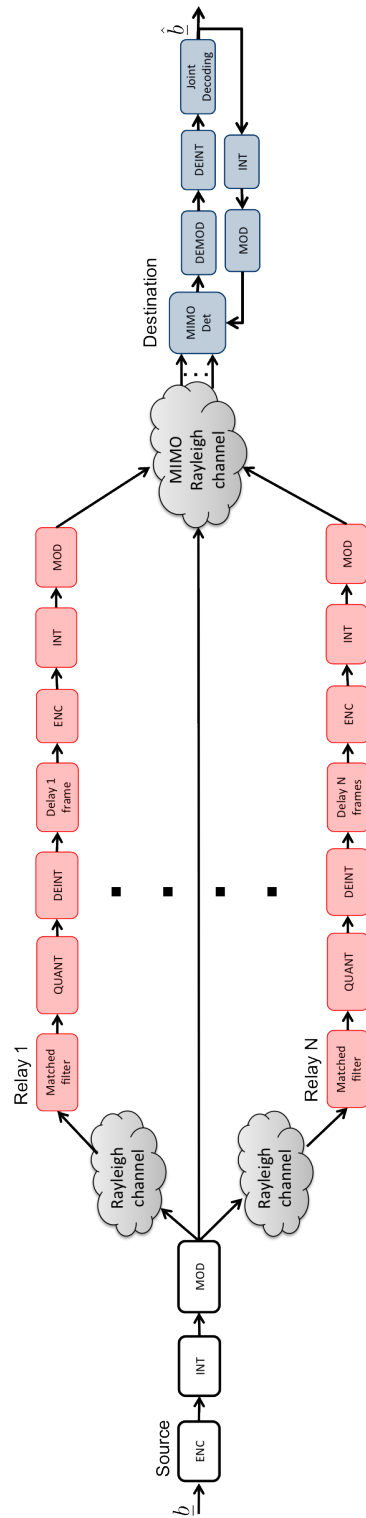 b
Source
ENC
INT
MOD
Rayleigh
channel
Rayleigh
channel
Relay 1
Matched
filter
QUANT
DEINT
Delay 1
frame
ENC
INT
MOD
Relay N
Matched
filter
QUANT
DEINT
Delay N
frames
ENC
INT
MOD
MIMO
Rayleigh
channel
Destination
MIMO
Det
DEMOD
DEINT
Joint
Decoding
MOD
INT
b̂